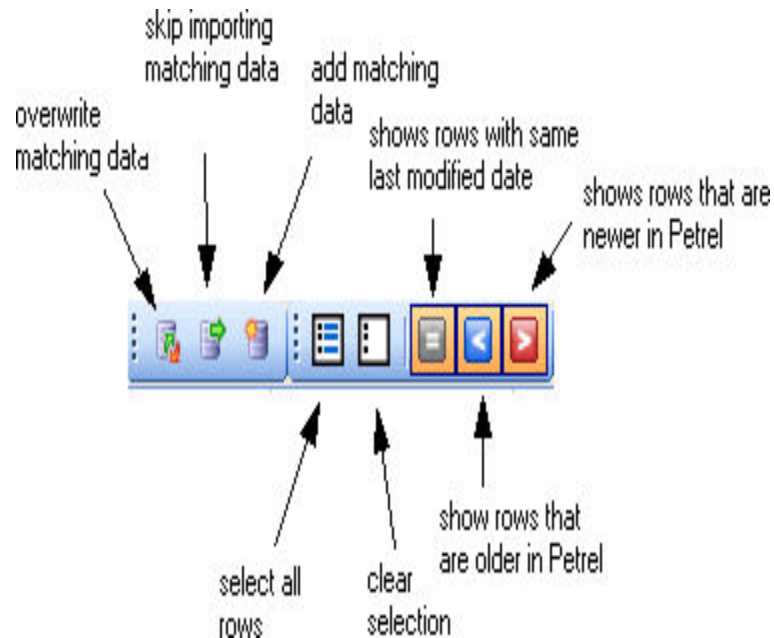 skip importing
matching data
add matching
data
overwrite
matching data
shows rows with same
last modified date
shows rows that are
newer in Petrel
=
<
>
show rows that
are older in Petrel
select all
rows
clear
selection